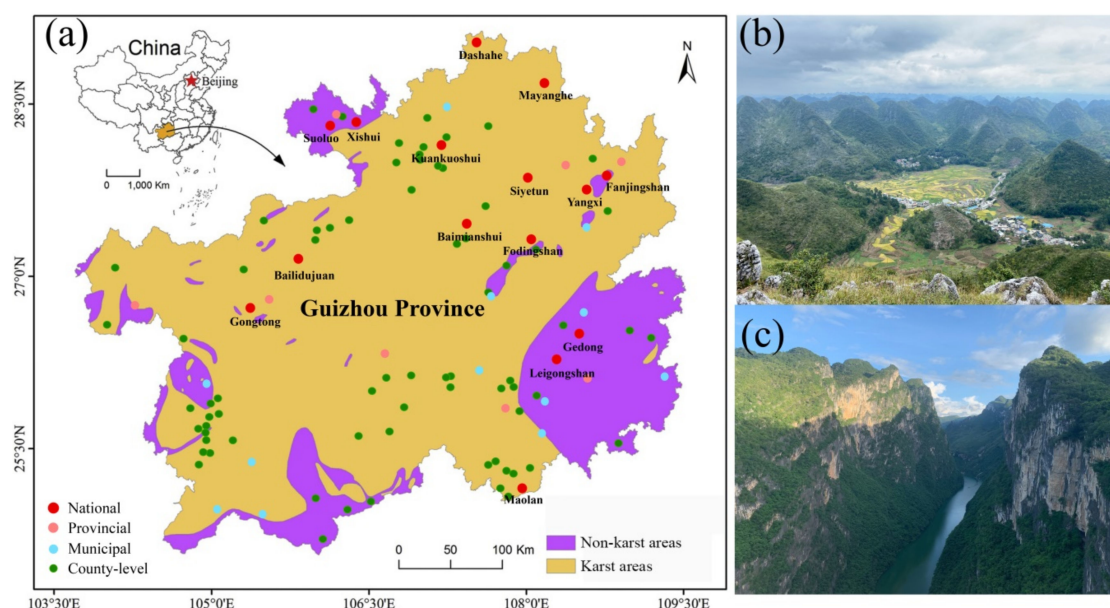 (a)
China
Beijing
0 1,000 Km
N
28°30'N
27°0'N
25°30'N
Dashahe
Mayanghe
Suoluo
Xishui
Kuankuoshui
Siyetun
Fanjingshan
Yangxi
Baimianshui
Fodingshan
Bailidujuan
Gongtong
Guizhou Province
Gedong
Leigongshan
Maolan
National
Provincial
Municipal
County-level
0 50 100 Km
Non-karst areas
Karst areas
103°30'E 105°0'E 106°30'E 108°0'E 109°30'E
(b)
(c)